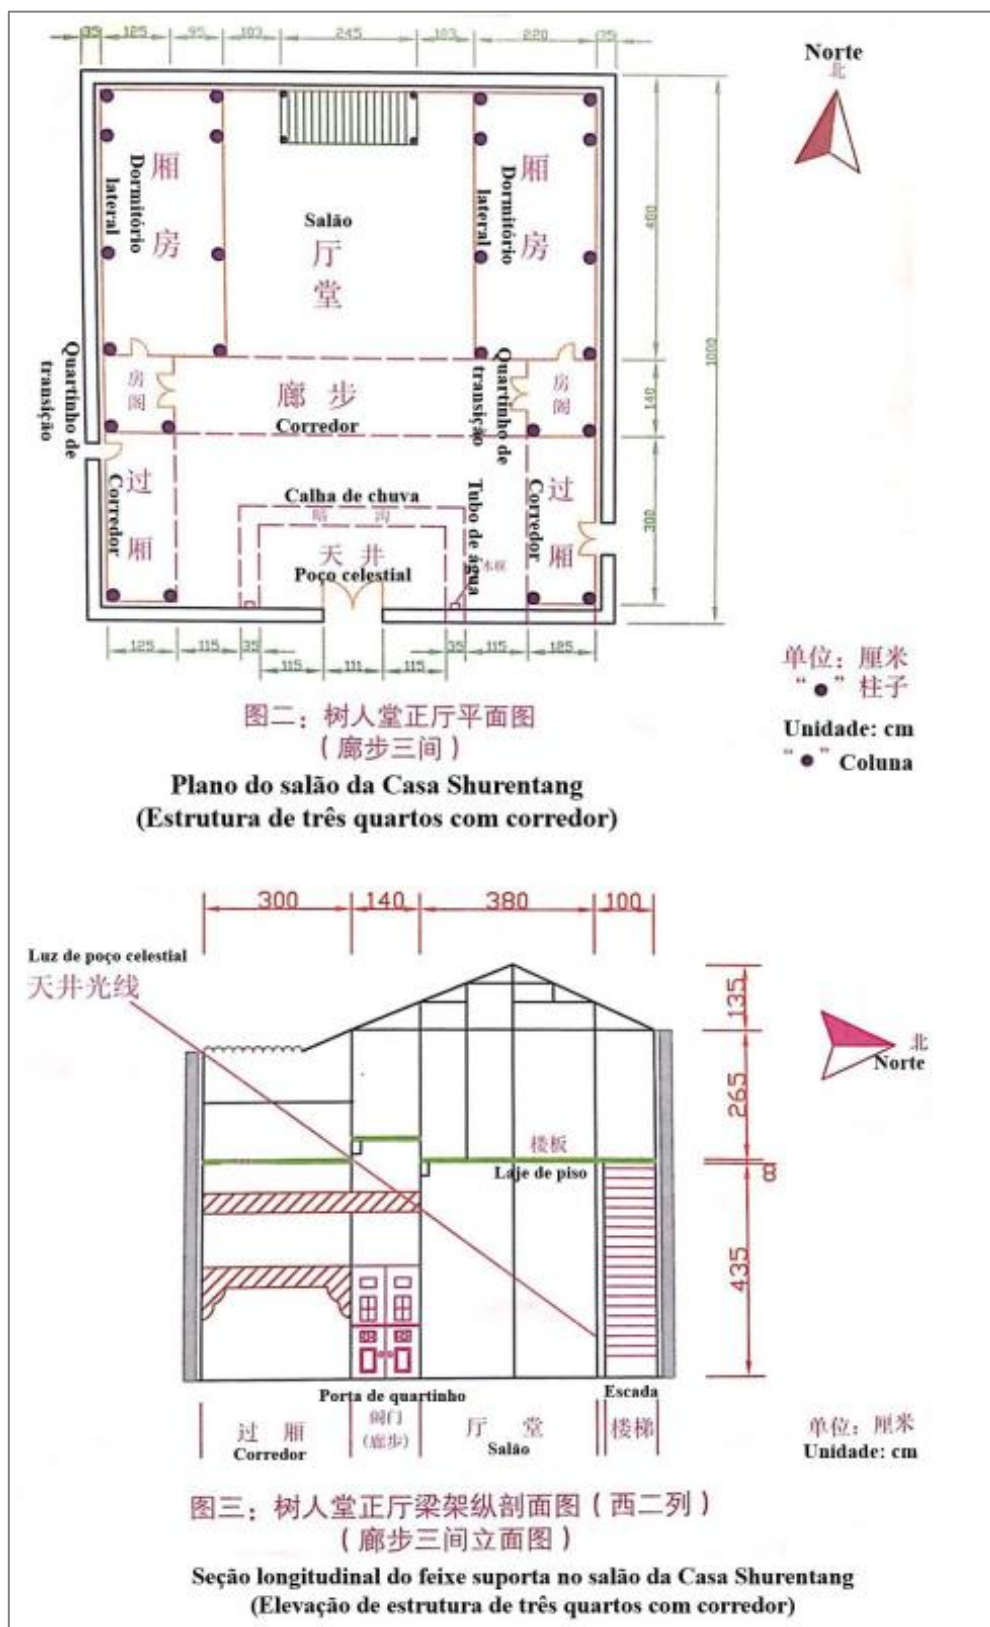 35 125 95 103 245 103 220 35
Norte
北
厢房
Dormitório lateral
Salão
厅堂
厢房
Dormitório lateral
480
1000
Quartinho de transição
房阁
廊 步
Corredor
Quartinho de transição
房阁
140
过厢
Corredor
Calha de chuva
暗 沟
天 井
Poço celestial
Tubo de água
过厢
Corredor
300
125 115 35 35 115 125
115 111 115
单位：厘米
“●”柱子
Unidade: cm
“●” Coluna
图二：树人堂正厅平面图
（廊步三间）
Plano do salão da Casa Shurentang
(Estrutura de três quartos com corredor)
300 140 380 100
Luz de poço celestial
天井光线
135
北
Norte
265
楼板
Laje de piso
8
435
Porta de quartinho
Escada
过 厢
Corredor
阁门
(廊步)
厅 堂
Salão
楼梯
单位：厘米
Unidade: cm
图三：树人堂正厅梁架纵剖面图（西二列）
（廊步三间立面图）
Seção longitudinal do feixe suporta no salão da Casa Shurentang
(Elevação de estrutura de três quartos com corredor)